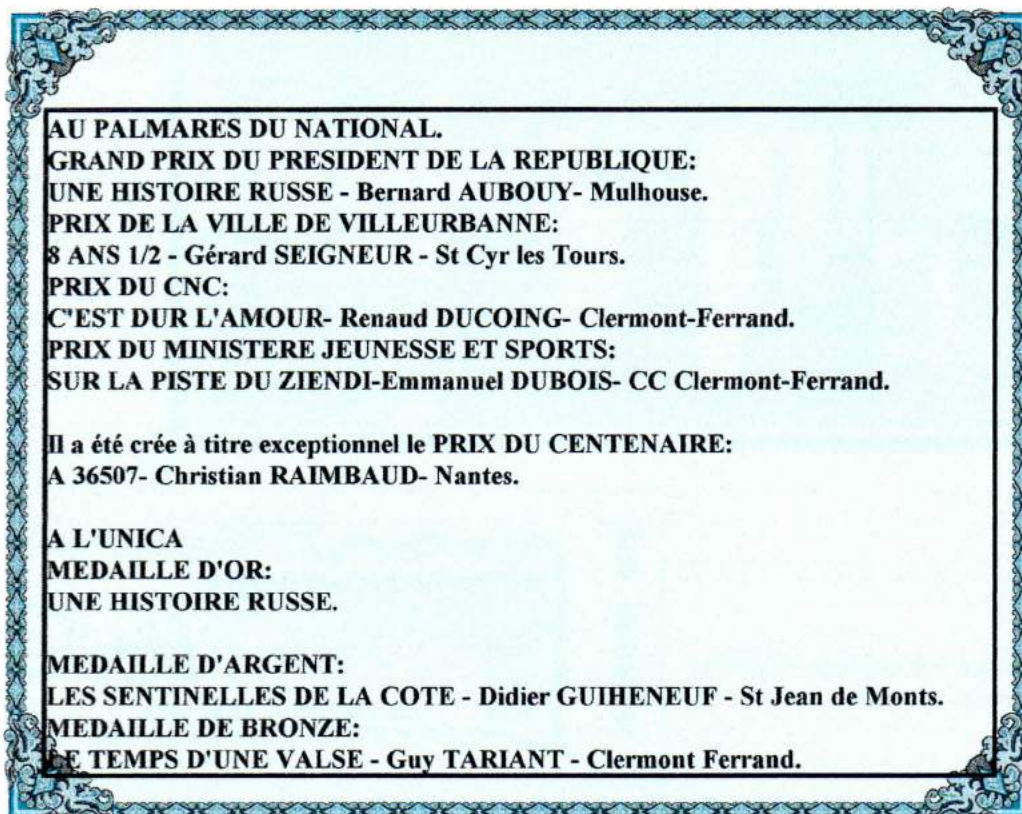 AU PALMARES DU NATIONAL.
GRAND PRIX DU PRESIDENT DE LA REPUBLIQUE:
UNE HISTOIRE RUSSE - Bernard AUBOUY- Mulhouse.
PRIX DE LA VILLE DE VILLEURBANNE:
8 ANS 1/2 - Gérard SEIGNEUR - St Cyr les Tours.
PRIX DU CNC:
C'EST DUR L'AMOUR- Renaud DUCOING- Clermont-Ferrand.
PRIX DU MINISTERE JEUNESSE ET SPORTS:
SUR LA PISTE DU ZIENDI-Emmanuel DUBOIS- CC Clermont-Ferrand.
Il a été crée à titre exceptionnel le PRIX DU CENTENAIRE:
A 36507- Christian RAIMBAUD- Nantes.
A L'UNICA
MEDAILLE D'OR:
UNE HISTOIRE RUSSE.
MEDAILLE D'ARGENT:
LES SENTINELLES DE LA COTE - Didier GUIHENEUF - St Jean de Monts.
MEDAILLE DE BRONZE:
LE TEMPS D'UNE VALSE - Guy TARIANT - Clermont Ferrand.